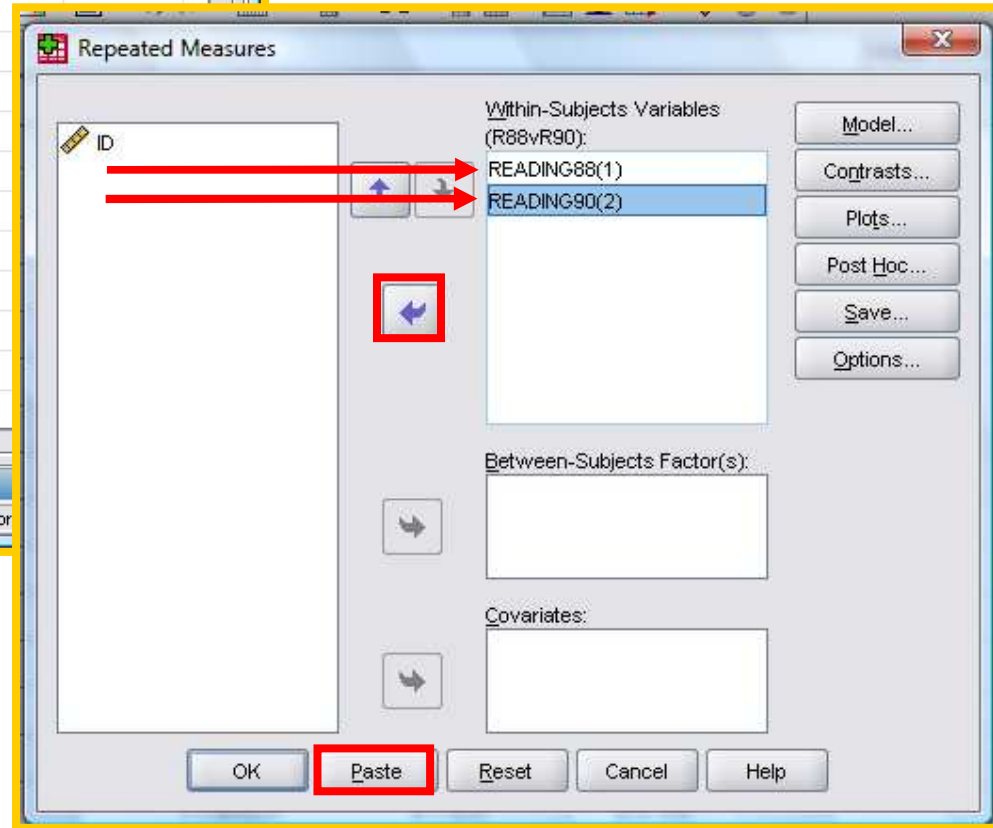 Repeated Measures
ID
Within-Subjects Variables
(R88vR90):
READING88(1)
READING90(2)
Model...
Contrasts...
Plots...
Post Hoc...
Save...
Options...
Between-Subjects Factor(s):
Covariates:
OK
Paste
Reset
Cancel
Help